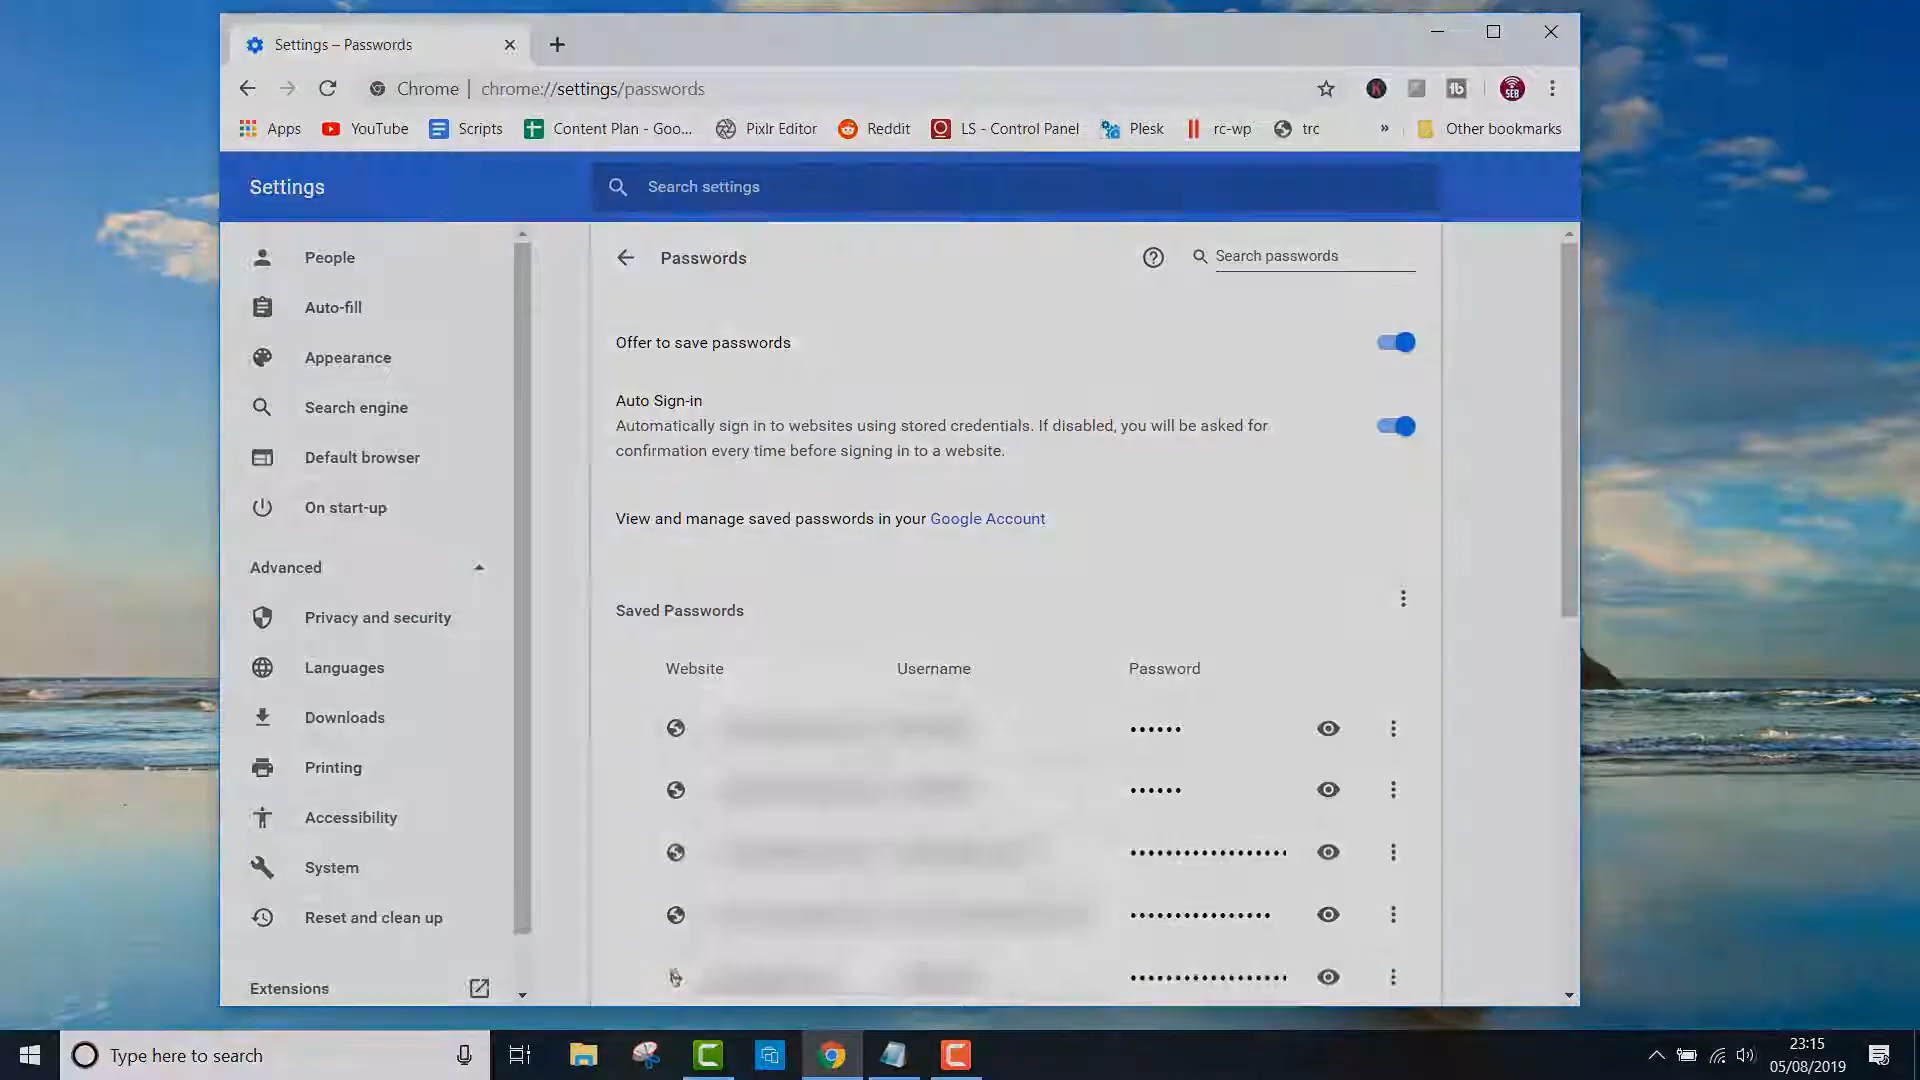 Settings – Passwords
Chrome | chrome://settings/passwords
SEB
Apps YouTube Scripts Content Plan - Goo... Pixlr Editor Reddit LS - Control Panel Plesk rc-wp trc » Other bookmarks
Settings
Search settings
People
Auto-fill
Appearance
Search engine
Default browser
On start-up
Advanced
Privacy and security
Languages
Downloads
Printing
Accessibility
System
Reset and clean up
Extensions
Passwords
Search passwords
Offer to save passwords
Auto Sign-in
Automatically sign in to websites using stored credentials. If disabled, you will be asked for
confirmation every time before signing in to a website.
View and manage saved passwords in your Google Account
Saved Passwords
Website Username Password
••••••
••••••
Type here to search
23:15
05/08/2019